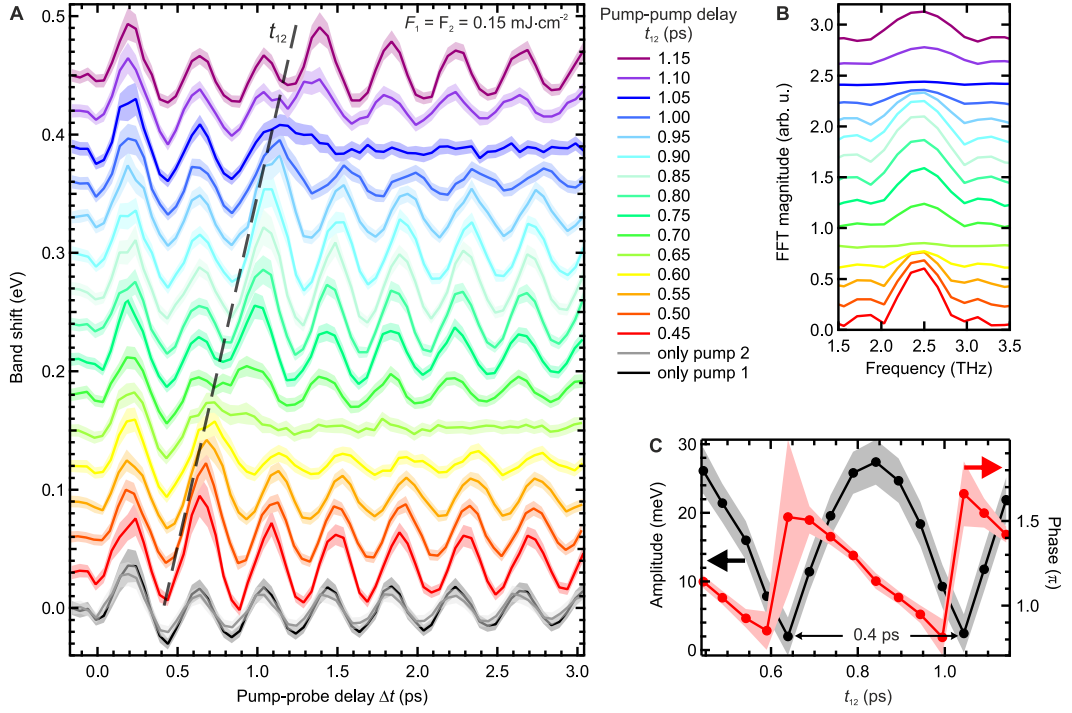 A
F₁ = F₂ = 0.15 mJ·cm⁻²
t₁₂
Band shift (eV)
0.5
0.4
0.3
0.2
0.1
0.0
0.0
0.5
1.0
1.5
2.0
2.5
3.0
Pump-probe delay Δt (ps)
Pump-pump delay
t₁₂ (ps)
1.15
1.10
1.05
1.00
0.95
0.90
0.85
0.80
0.75
0.70
0.65
0.60
0.55
0.50
0.45
only pump 2
only pump 1
B
FFT magnitude (arb. u.)
3.0
2.5
2.0
1.5
1.0
0.5
0.0
1.5
2.0
2.5
3.0
3.5
Frequency (THz)
C
Amplitude (meV)
30
20
10
0
0.4 ps
1.5
1.0
Phase (π)
0.6
0.8
1.0
t₁₂ (ps)